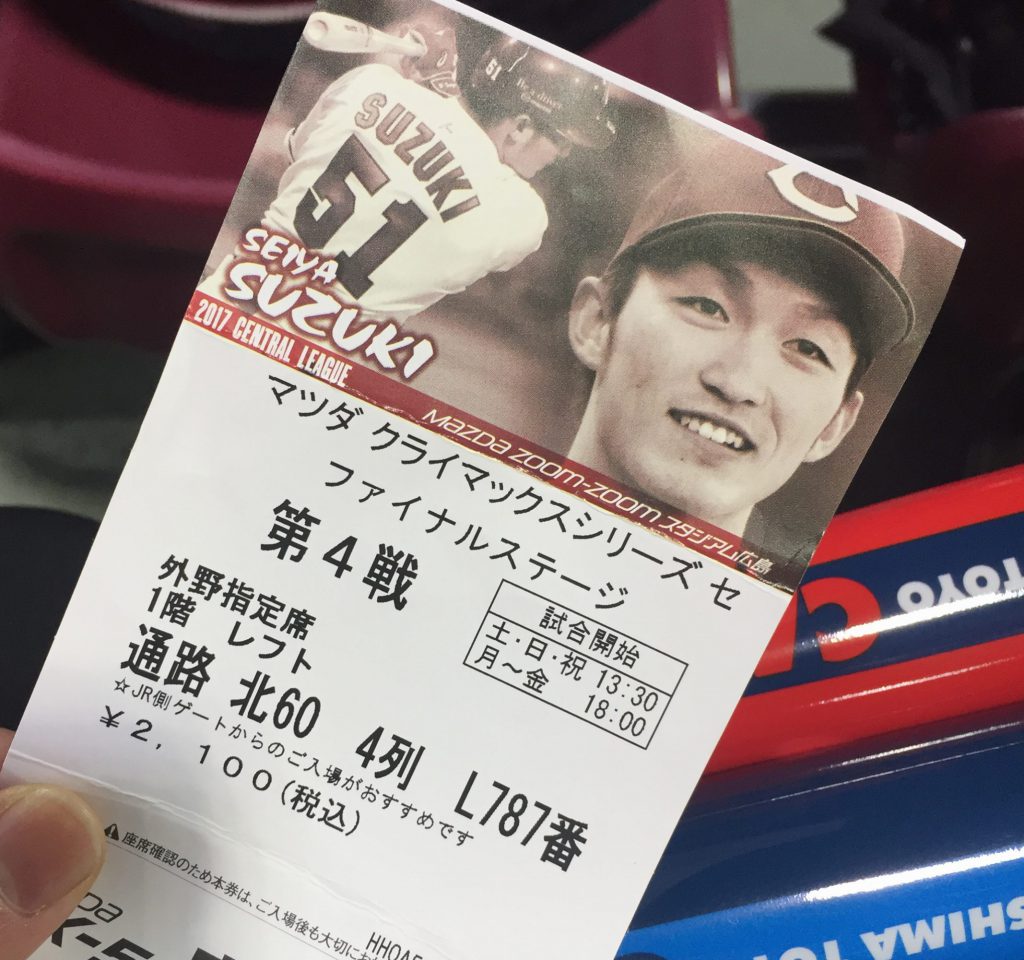 51
SUZUKI
51
C
SEIYA
SUZUKI
2017 CENTRAL LEAGUE
mazda zoom-zoom スタジアム広島
マツダ クライマックスシリーズ セ
ファイナルステージ
第4戦
試合開始
土・日・祝 13:30
月～金 18:00
外野指定席
1階 レフト
通路 北60 4列 L787番
☆JR側ゲートからのご入場がおすすめです
¥2,100(税込)
座席確認のため本券は、ご入場後も大切に
TOYO
SHIMA TOYO